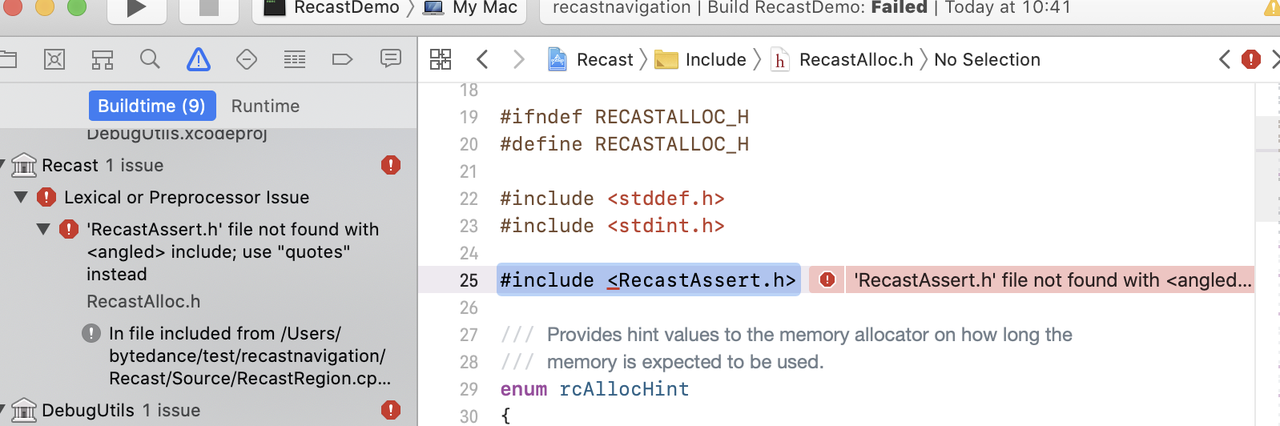 RecastDemo 〉 My Mac
recastnavigation | Build RecastDemo: Failed | Today at 10:41
Recast 〉 Include 〉 h RecastAlloc.h 〉 No Selection
Buildtime (9) Runtime
DebugUtils.xcodeproj
Recast 1 issue
Lexical or Preprocessor Issue
'RecastAssert.h' file not found with
<angled> include; use "quotes"
instead
RecastAlloc.h
In file included from /Users/
bytedance/test/recastnavigation/
Recast/Source/RecastRegion.cp...
DebugUtils 1 issue
18
19 #ifndef RECASTALLOC_H
20 #define RECASTALLOC_H
21
22 #include <stddef.h>
23 #include <stdint.h>
24
25 #include <RecastAssert.h> 'RecastAssert.h' file not found with <angled...
26
27 /// Provides hint values to the memory allocator on how long the
28 /// memory is expected to be used.
29 enum rcAllocHint
30 {